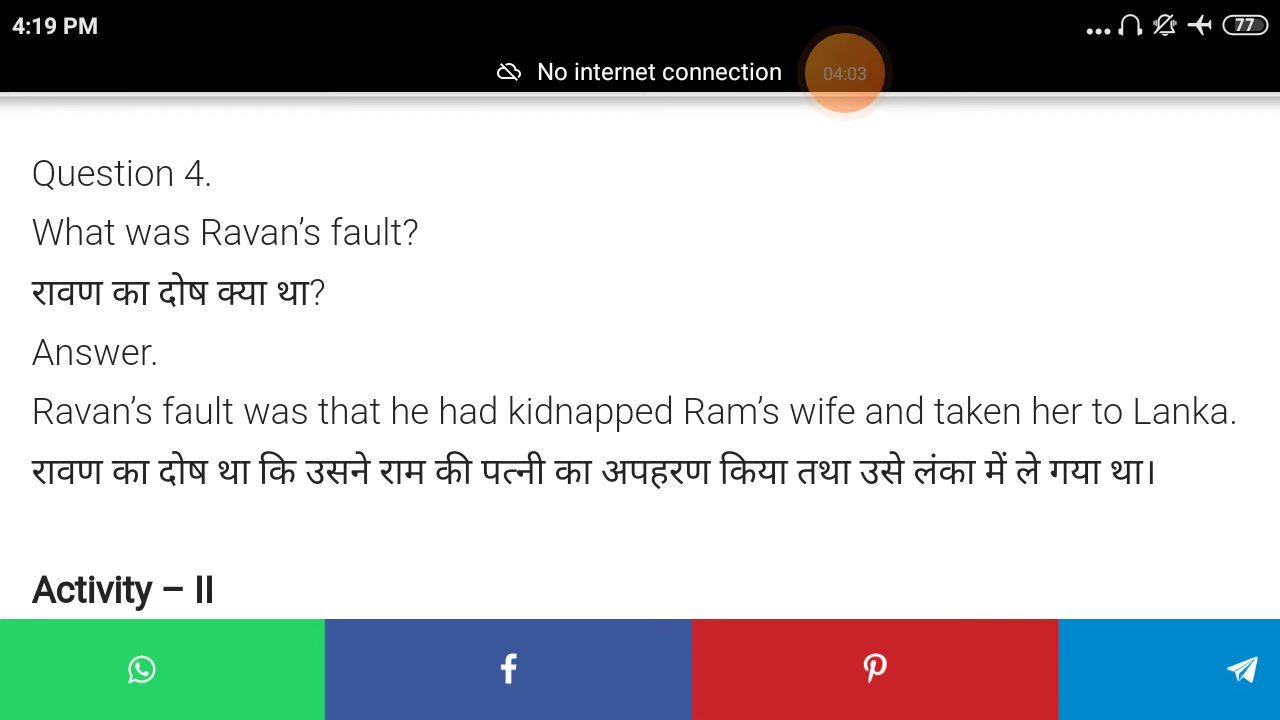 4:19 PM
77
No internet connection
04:03
Question 4.
What was Ravan’s fault?
रावण का दोष क्या था?
Answer.
Ravan’s fault was that he had kidnapped Ram’s wife and taken her to Lanka.
रावण का दोष था कि उसने राम की पत्नी का अपहरण किया तथा उसे लंका में ले गया था।
Activity – II